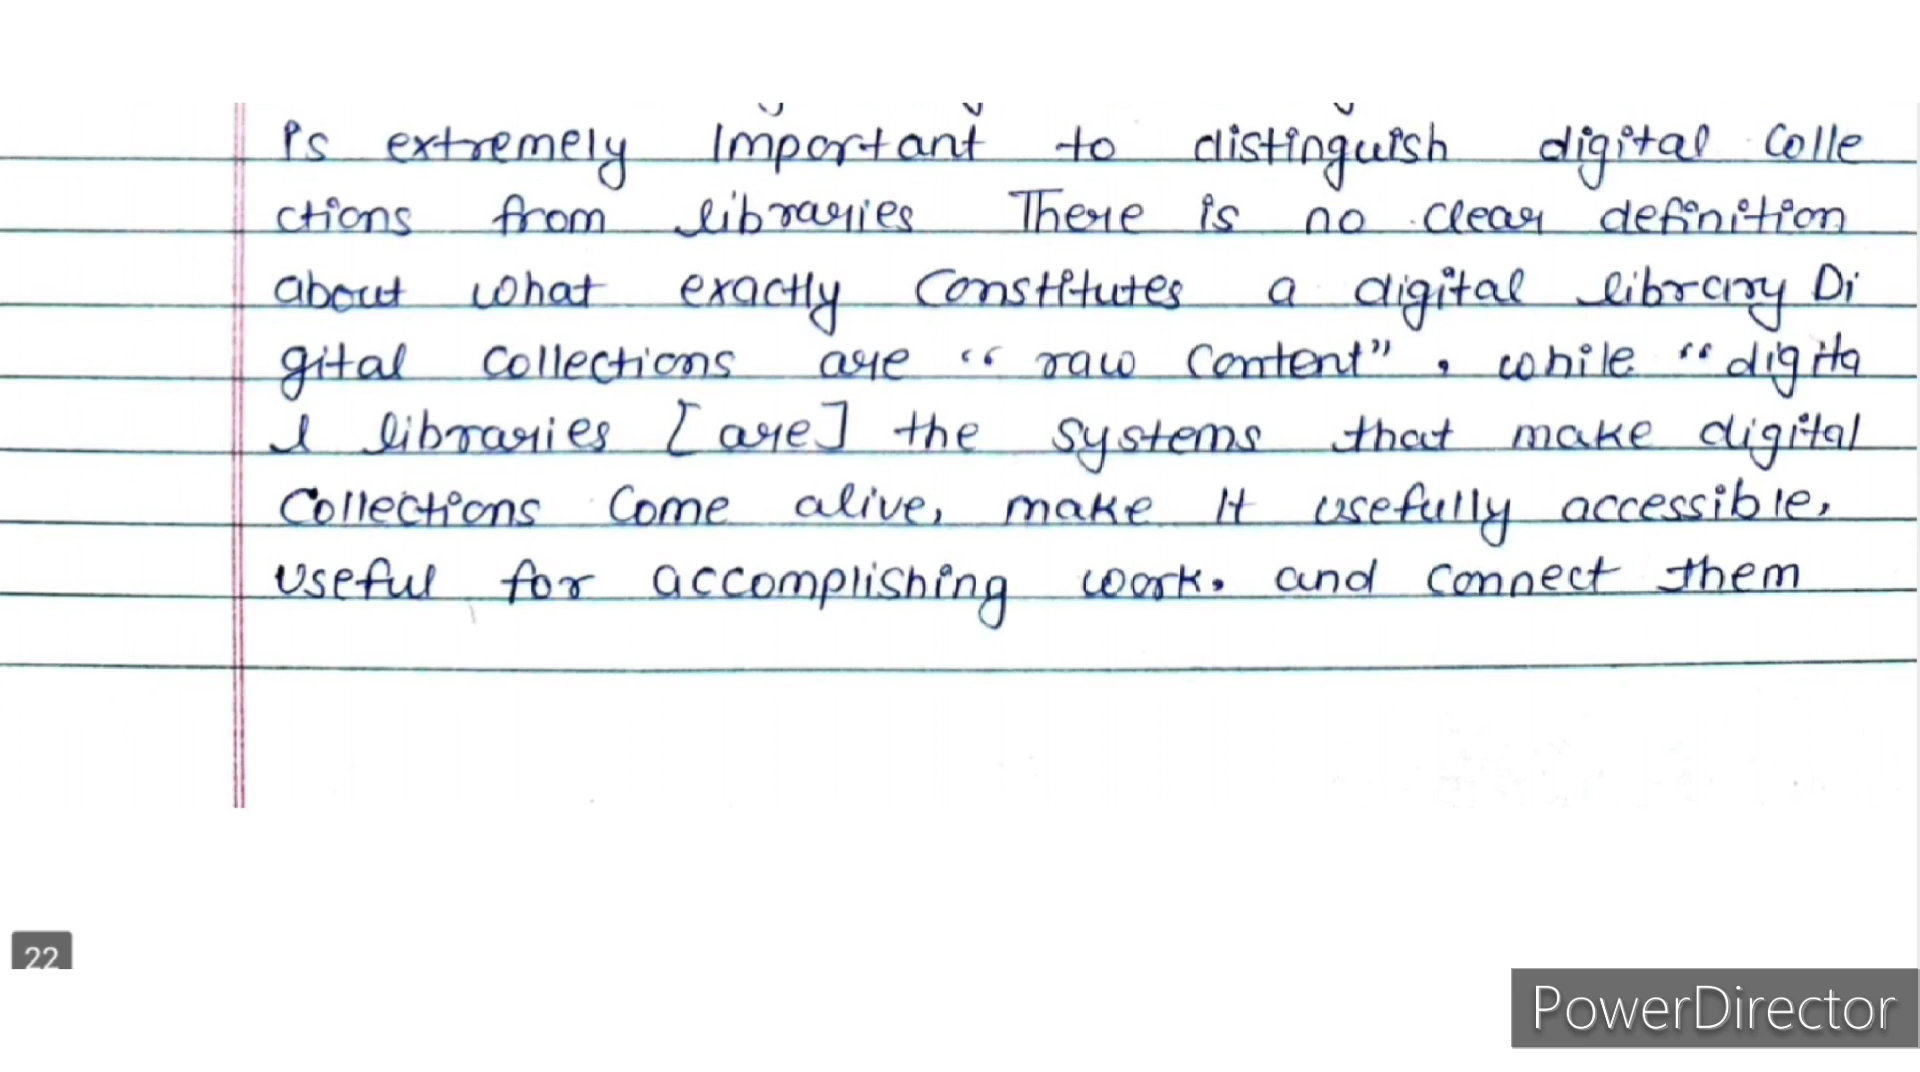 is extremely Important to distinguish digital Colle
ctions from libraries There is no clear definition
about what exactly Constitutes a digital library Di
gital collections are " raw Content", while "digita
l libraries [are] the systems that make digital
Collections Come alive, make It usefully accessible,
Useful for accomplishing work, and connect them
22
PowerDirector